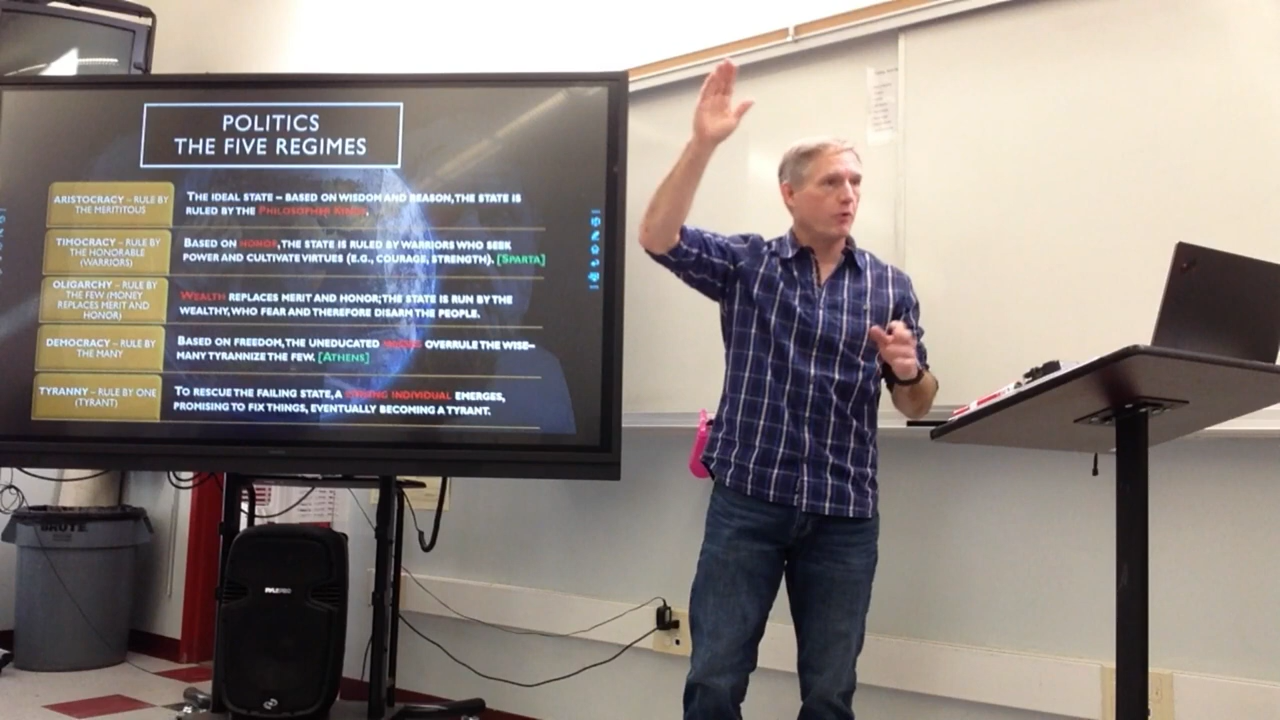 POLITICS
THE FIVE REGIMES
ARISTOCRACY – RULE BY
THE MERITITOUS
THE IDEAL STATE – BASED ON WISDOM AND REASON, THE STATE IS
RULED BY THE PHILOSOPHER KINGS.
TIMOCRACY – RULE BY
THE HONORABLE
(WARRIORS)
BASED ON HONOR, THE STATE IS RULED BY WARRIORS WHO SEEK
POWER AND CULTIVATE VIRTUES (E.G., COURAGE, STRENGTH). [SPARTA]
OLIGARCHY – RULE BY
THE FEW (MONEY
REPLACES MERIT AND
HONOR)
WEALTH REPLACES MERIT AND HONOR; THE STATE IS RUN BY THE
WEALTHY, WHO FEAR AND THEREFORE DISARM THE PEOPLE.
DEMOCRACY – RULE BY
THE MANY
BASED ON FREEDOM, THE UNEDUCATED OVERRULE THE WISE–
MANY TYRANNIZE THE FEW. [ATHENS]
TYRANNY – RULE BY ONE
(TYRANT)
TO RESCUE THE FAILING STATE, A STRONG INDIVIDUAL EMERGES,
PROMISING TO FIX THINGS, EVENTUALLY BECOMING A TYRANT.
BRUTE
PYLEPRO